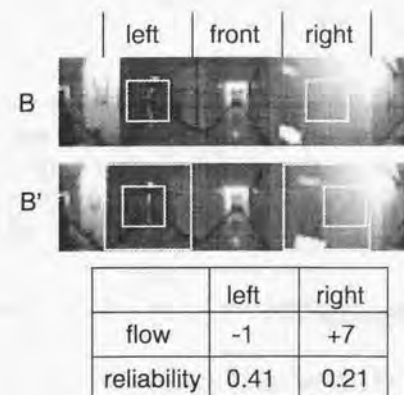 left front right
B
B'
left right
flow -1 +7
reliability 0.41 0.21